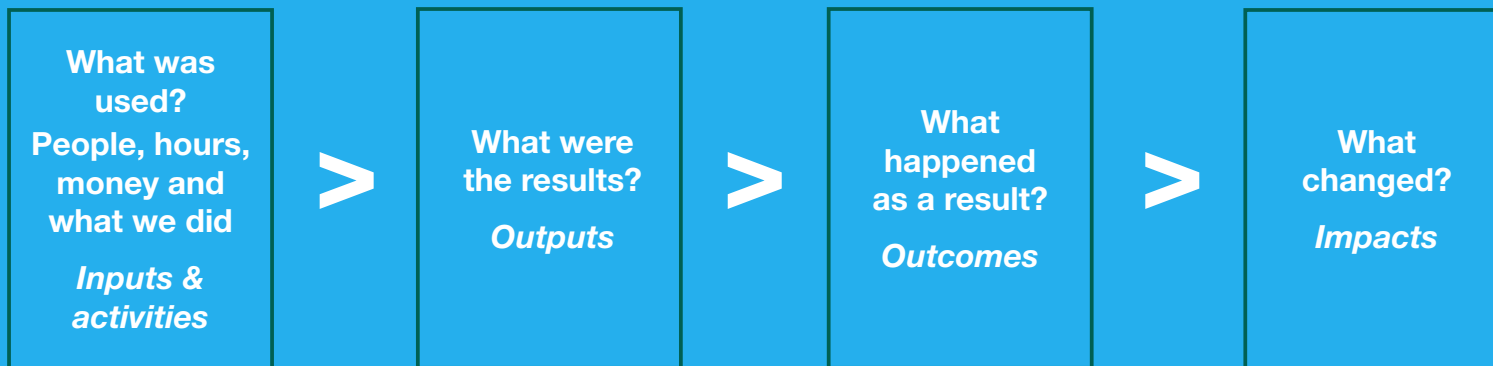 What was
used?
People, hours,
money and
what we did
Inputs &
activities
>
What were
the results?
Outputs
>
What
happened
as a result?
Outcomes
>
What
changed?
Impacts